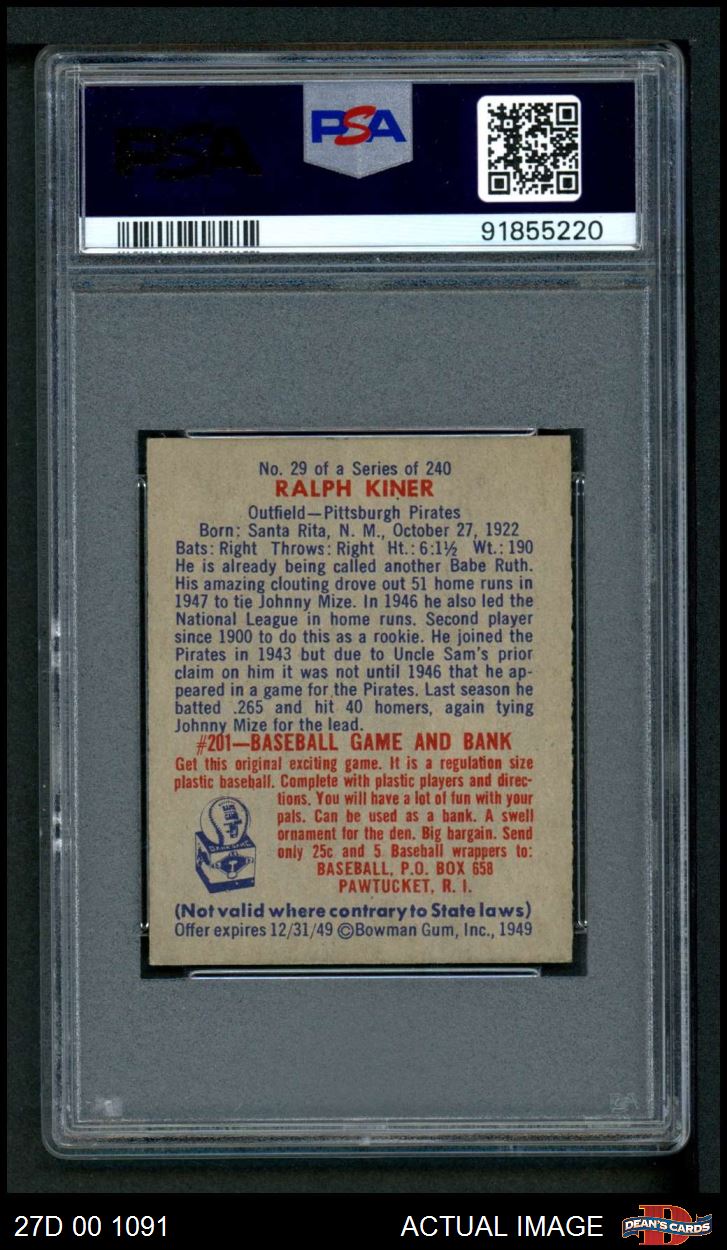 PSA
PSA
91855220
No. 29 of a Series of 240
RALPH KINER
Outfield—Pittsburgh Pirates
Born: Santa Rita, N. M., October 27, 1922
Bats: Right Throws: Right Ht.: 6:1½ Wt.: 190
He is already being called another Babe Ruth.
His amazing clouting drove out 51 home runs in
1947 to tie Johnny Mize. In 1946 he also led the
National League in home runs. Second player
since 1900 to do this as a rookie. He joined the
Pirates in 1943 but due to Uncle Sam's prior
claim on him it was not until 1946 that he ap-
peared in a game for the Pirates. Last season he
batted .265 and hit 40 homers, again tying
Johnny Mize for the lead.
#201—BASEBALL GAME AND BANK
Get this original exciting game. It is a regulation size
plastic baseball. Complete with plastic players and direc-
tions. You will have a lot of fun with your
pals. Can be used as a bank. A swell
ornament for the den. Big bargain. Send
only 25c and 5 Baseball wrappers to:
BASEBALL, P.O. BOX 658
PAWTUCKET, R. I.
(Not valid where contrary to State laws)
Offer expires 12/31/49 ©Bowman Gum, Inc., 1949
PSA
27D 00 1091
ACTUAL IMAGE
D
DEAN'S CARDS